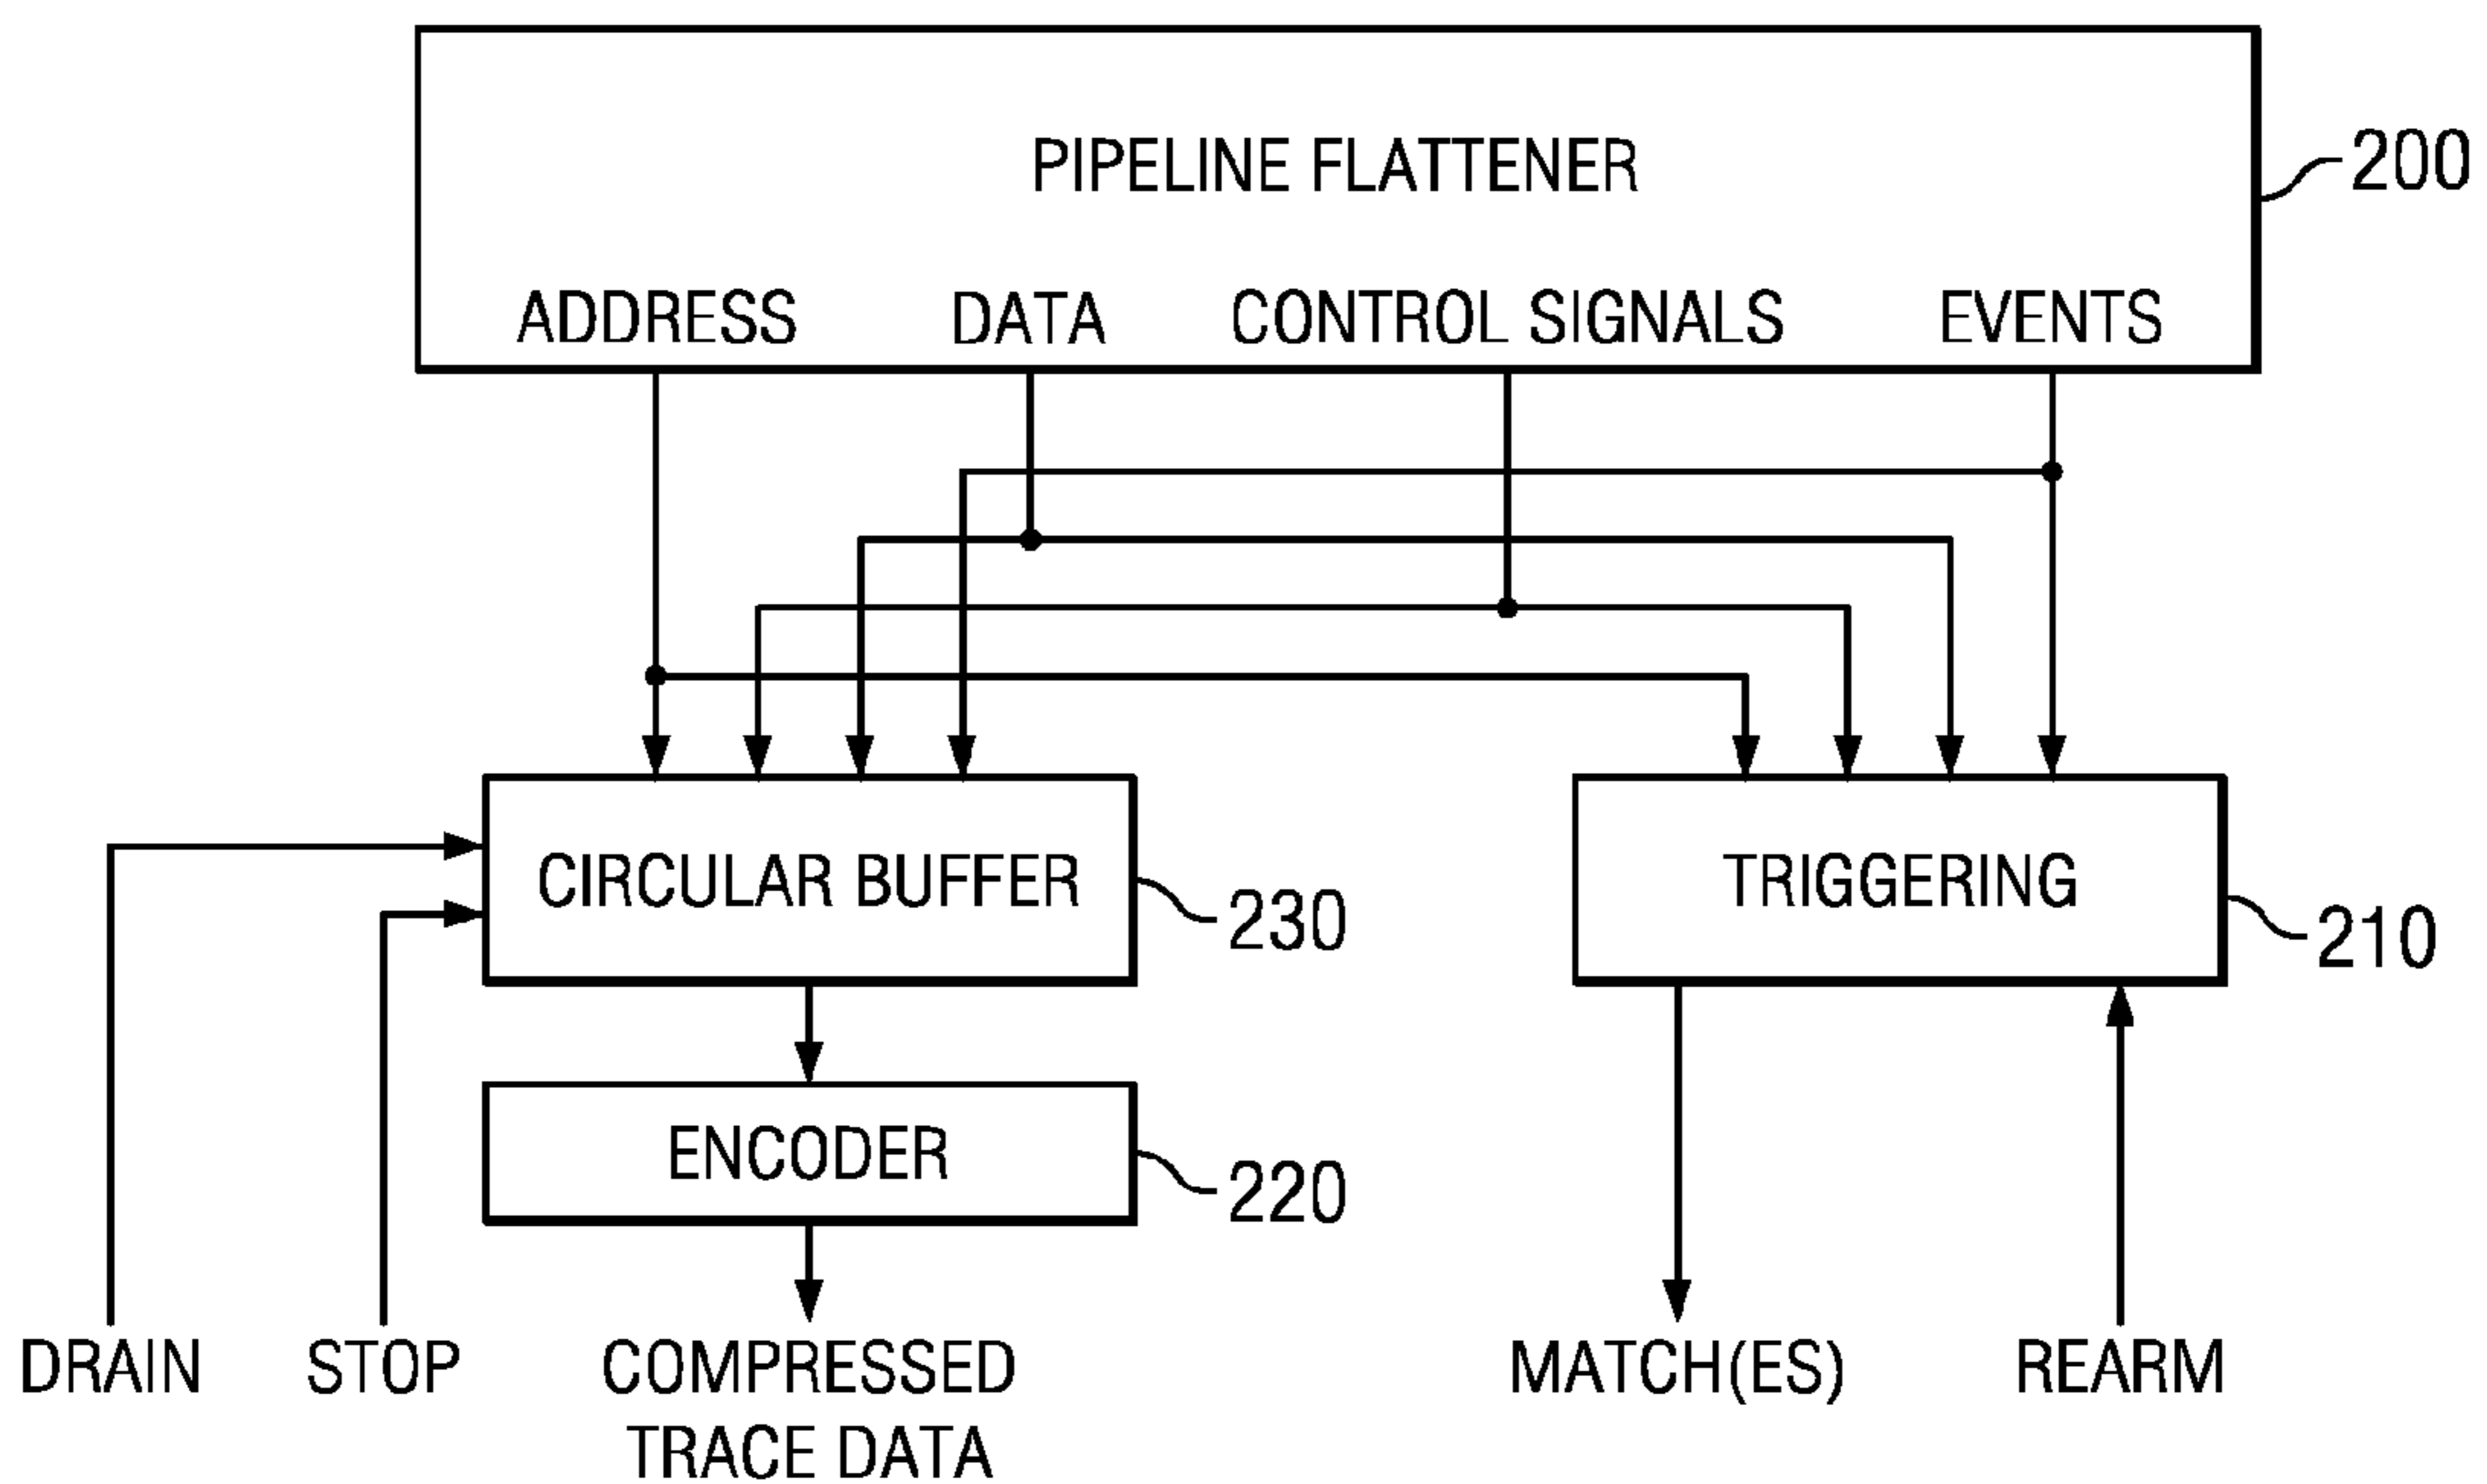 PIPELINE FLATTENER
200
ADDRESS DATA CONTROL SIGNALS EVENTS
CIRCULAR BUFFER
230
TRIGGERING
210
ENCODER
220
DRAIN
STOP
COMPRESSED
TRACE DATA
MATCH(ES)
REARM